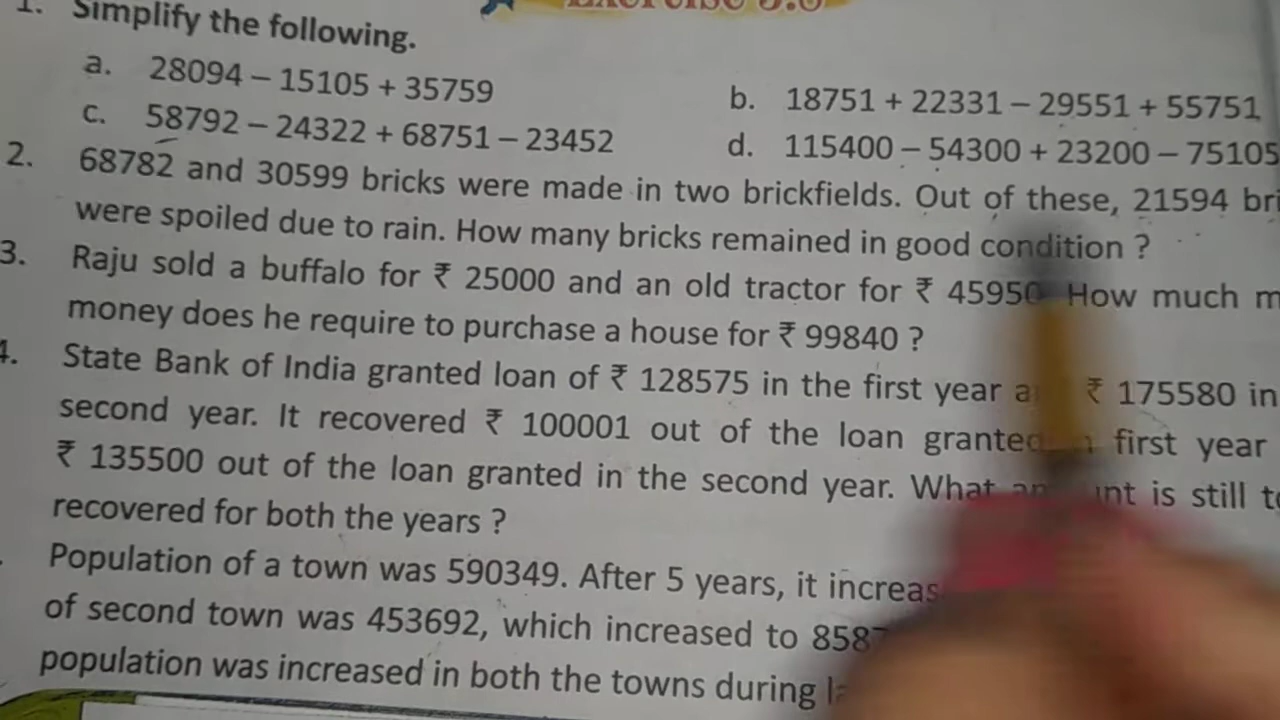 1. Simplify the following.
a. 28094 – 15105 + 35759
b. 18751 + 22331 – 29551 + 55751
c. 58792 – 24322 + 68751 – 23452
d. 115400 – 54300 + 23200 – 75105
2. 68782 and 30599 bricks were made in two brickfields. Out of these, 21594
were spoiled due to rain. How many bricks remained in good condition ?
3. Raju sold a buffalo for ₹ 25000 and an old tractor for ₹ 45950. How much
money does he require to purchase a house for ₹ 99840 ?
4. State Bank of India granted loan of ₹ 128575 in the first year ₹ 175580 in
second year. It recovered ₹ 100001 out of the loan granted first year
₹ 135500 out of the loan granted in the second year. What is still
recovered for both the years ?
Population of a town was 590349. After 5 years, it
of second town was 453692, which increased to
population was increased in both the towns during